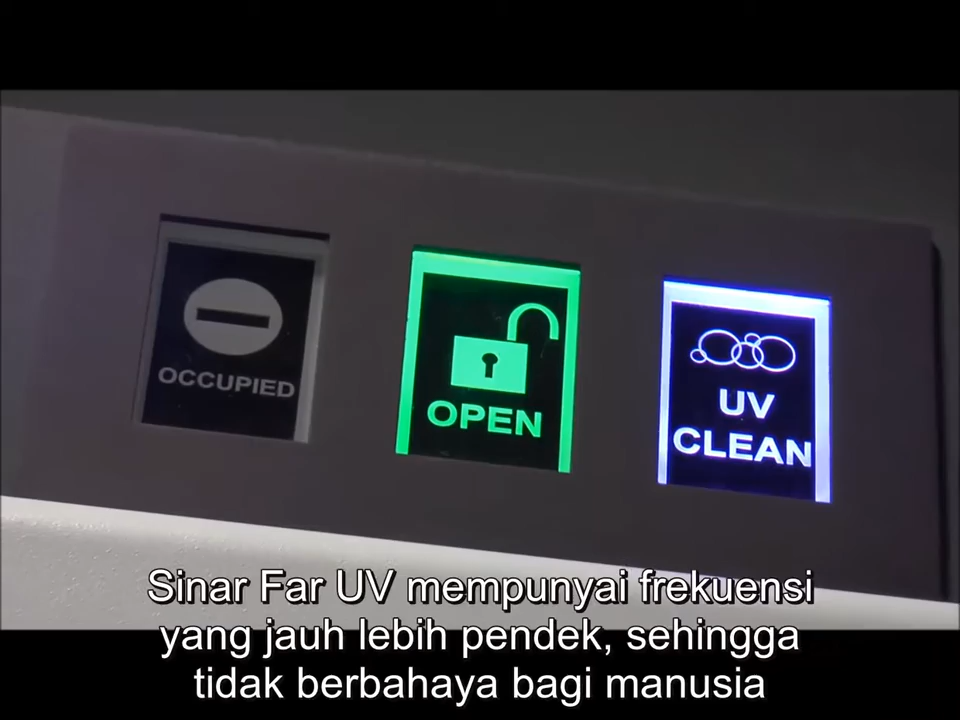 OCCUPIED
OPEN
UV
CLEAN
Sinar Far UV mempunyai frekuensi
yang jauh lebih pendek, sehingga
tidak berbahaya bagi manusia